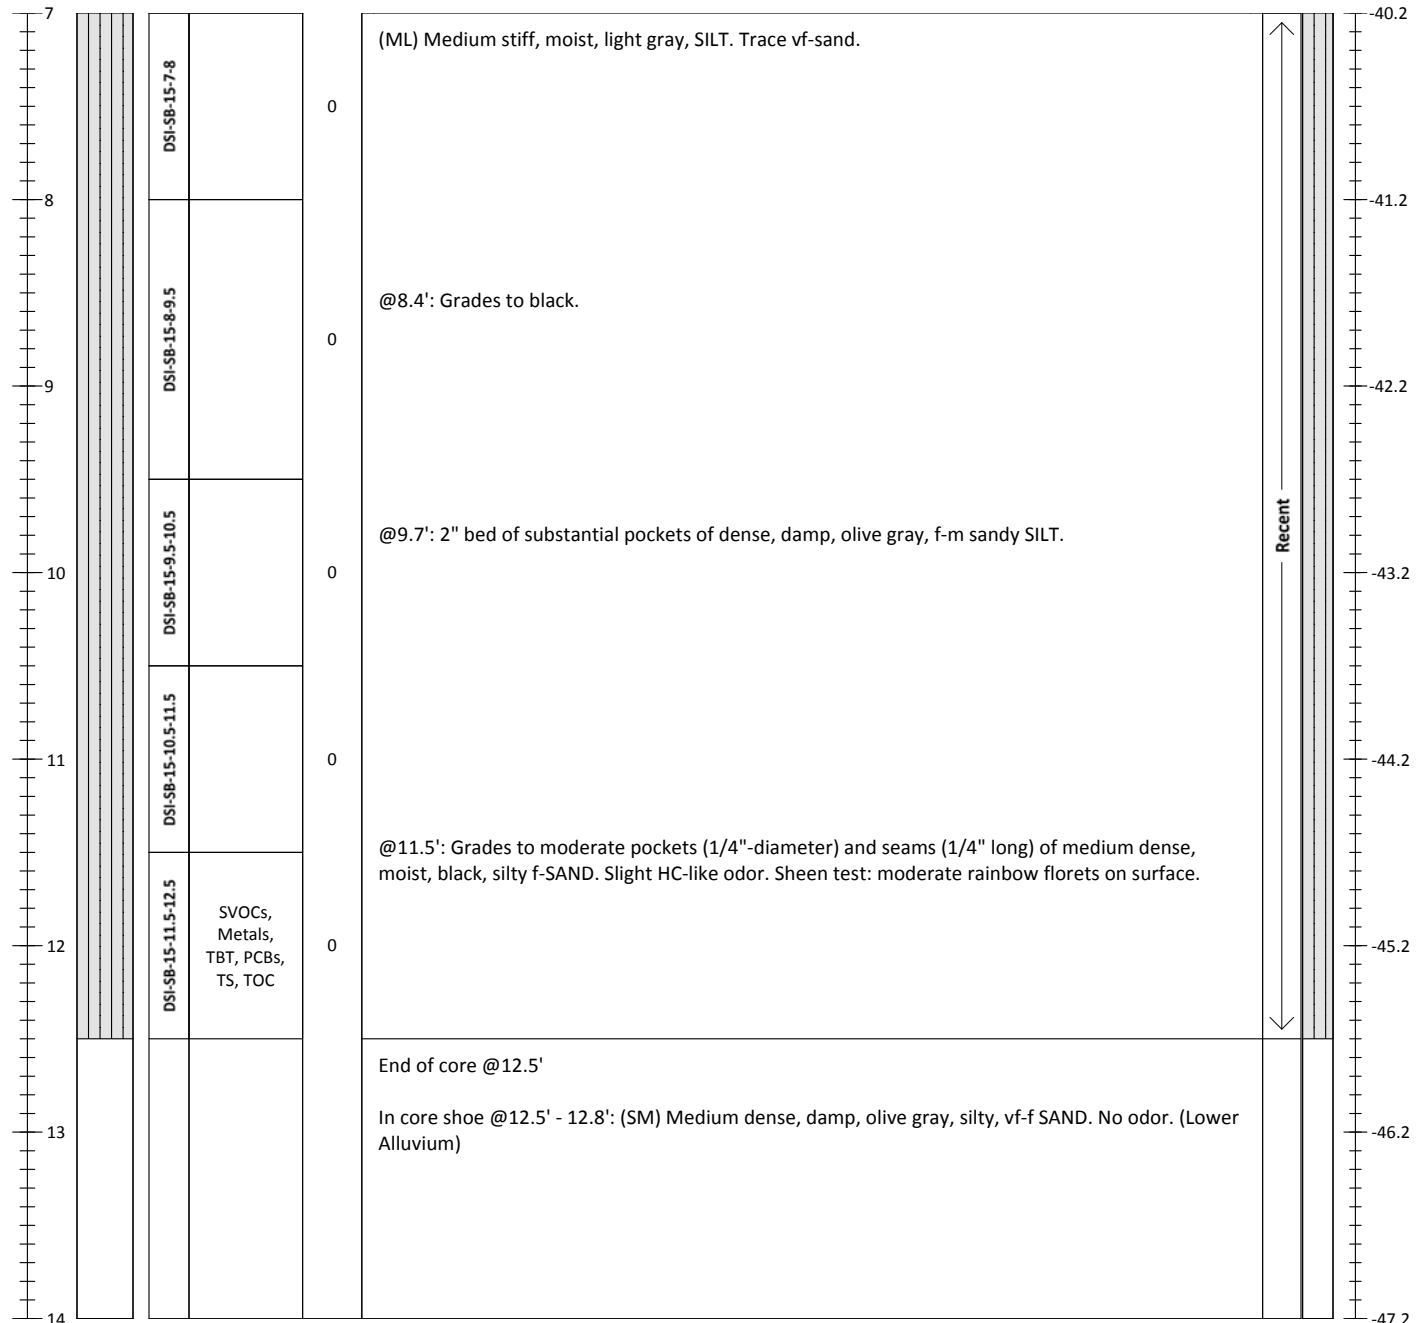 7
-40.2
(ML) Medium stiff, moist, light gray, SILT. Trace vf-sand.
DSI-SB-15-7-8
0
8
-41.2
@8.4': Grades to black.
DSI-SB-15-8-9.5
0
9
-42.2
@9.7': 2" bed of substantial pockets of dense, damp, olive gray, f-m sandy SILT.
Recent
DSI-SB-15-9.5-10.5
10
0
-43.2
DSI-SB-15-10.5-11.5
11
0
-44.2
@11.5': Grades to moderate pockets (1/4"-diameter) and seams (1/4" long) of medium dense,
moist, black, silty f-SAND. Slight HC-like odor. Sheen test: moderate rainbow florets on surface.
DSI-SB-15-11.5-12.5
SVOCs,
Metals,
TBT, PCBs,
TS, TOC
12
0
-45.2
End of core @12.5'
In core shoe @12.5' - 12.8': (SM) Medium dense, damp, olive gray, silty, vf-f SAND. No odor. (Lower
Alluvium)
13
-46.2
14
-47.2